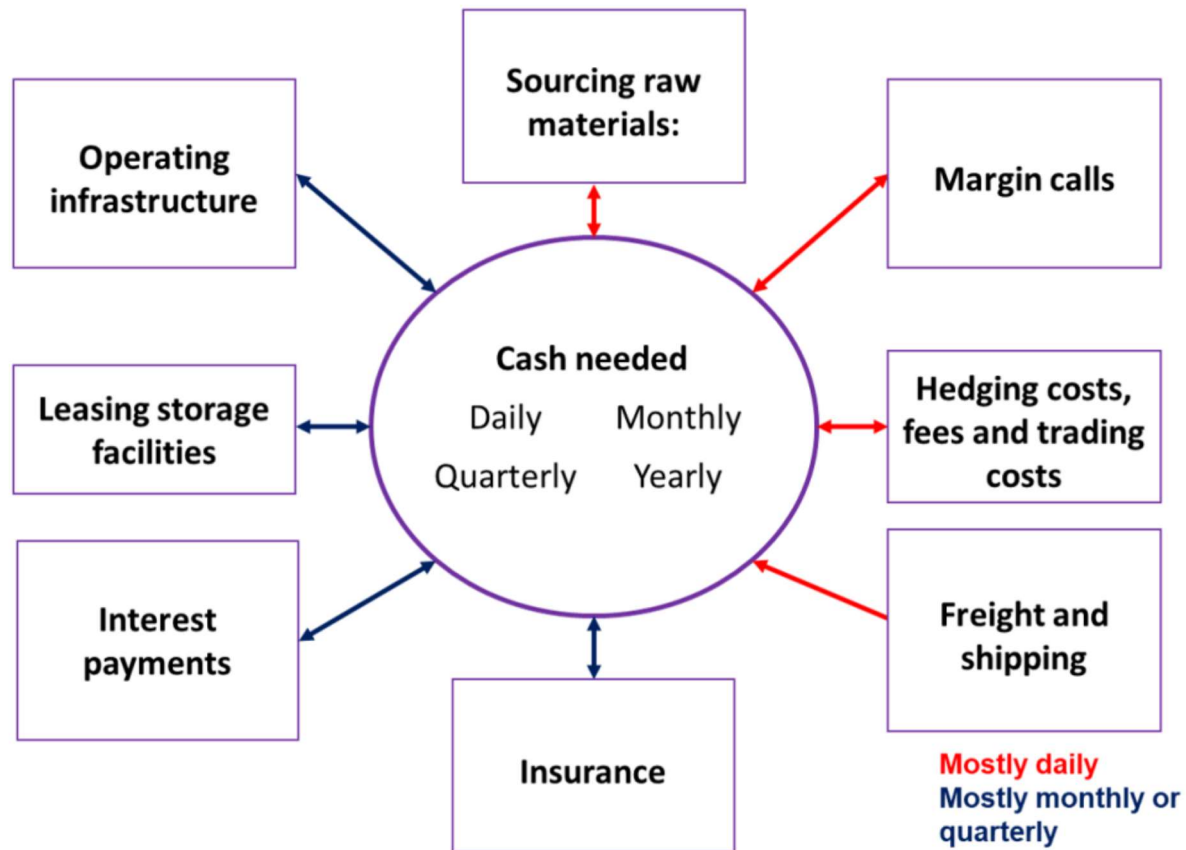 Sourcing raw
materials:
Operating
infrastructure
Margin calls
Cash needed
Daily Monthly
Quarterly Yearly
Leasing storage
facilities
Hedging costs,
fees and trading
costs
Interest
payments
Freight and
shipping
Insurance
Mostly daily
Mostly monthly or
quarterly